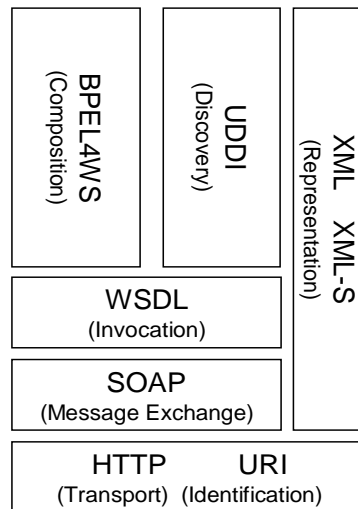 BPEL4WS
(Composition)
UDDI
(Discovery)
XML XML-S
(Representation)
WSDL
(Invocation)
SOAP
(Message Exchange)
HTTP URI
(Transport) (Identification)